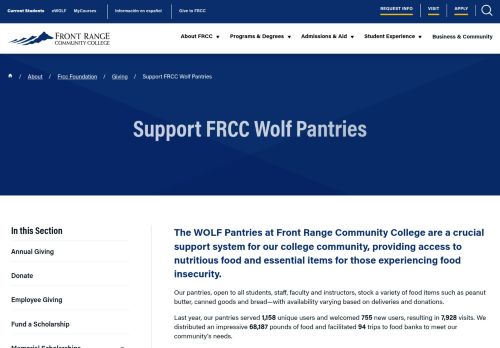 Current Students eWOLF MyCourses Información en español Give to FRCC REQUEST INFO VISIT APPLY
FRONT RANGE
COMMUNITY COLLEGE
About FRCC Programs & Degrees Admissions & Aid Student Experience Business & Community
/ About / Frcc Foundation / Giving / Support FRCC Wolf Pantries
Support FRCC Wolf Pantries
In this Section
Annual Giving
Donate
Employee Giving
Fund a Scholarship
Memorial Scholarships
The WOLF Pantries at Front Range Community College are a crucial
support system for our college community, providing access to
nutritious food and essential items for those experiencing food
insecurity.
Our pantries, open to all students, staff, faculty and instructors, stock a variety of food items such as peanut
butter, canned goods and bread—with availability varying based on deliveries and donations.
Last year, our pantries served 1,158 unique users and welcomed 755 new users, resulting in 7,928 visits. We
distributed an impressive 68,187 pounds of food and facilitated 94 trips to food banks to meet our
community's needs.